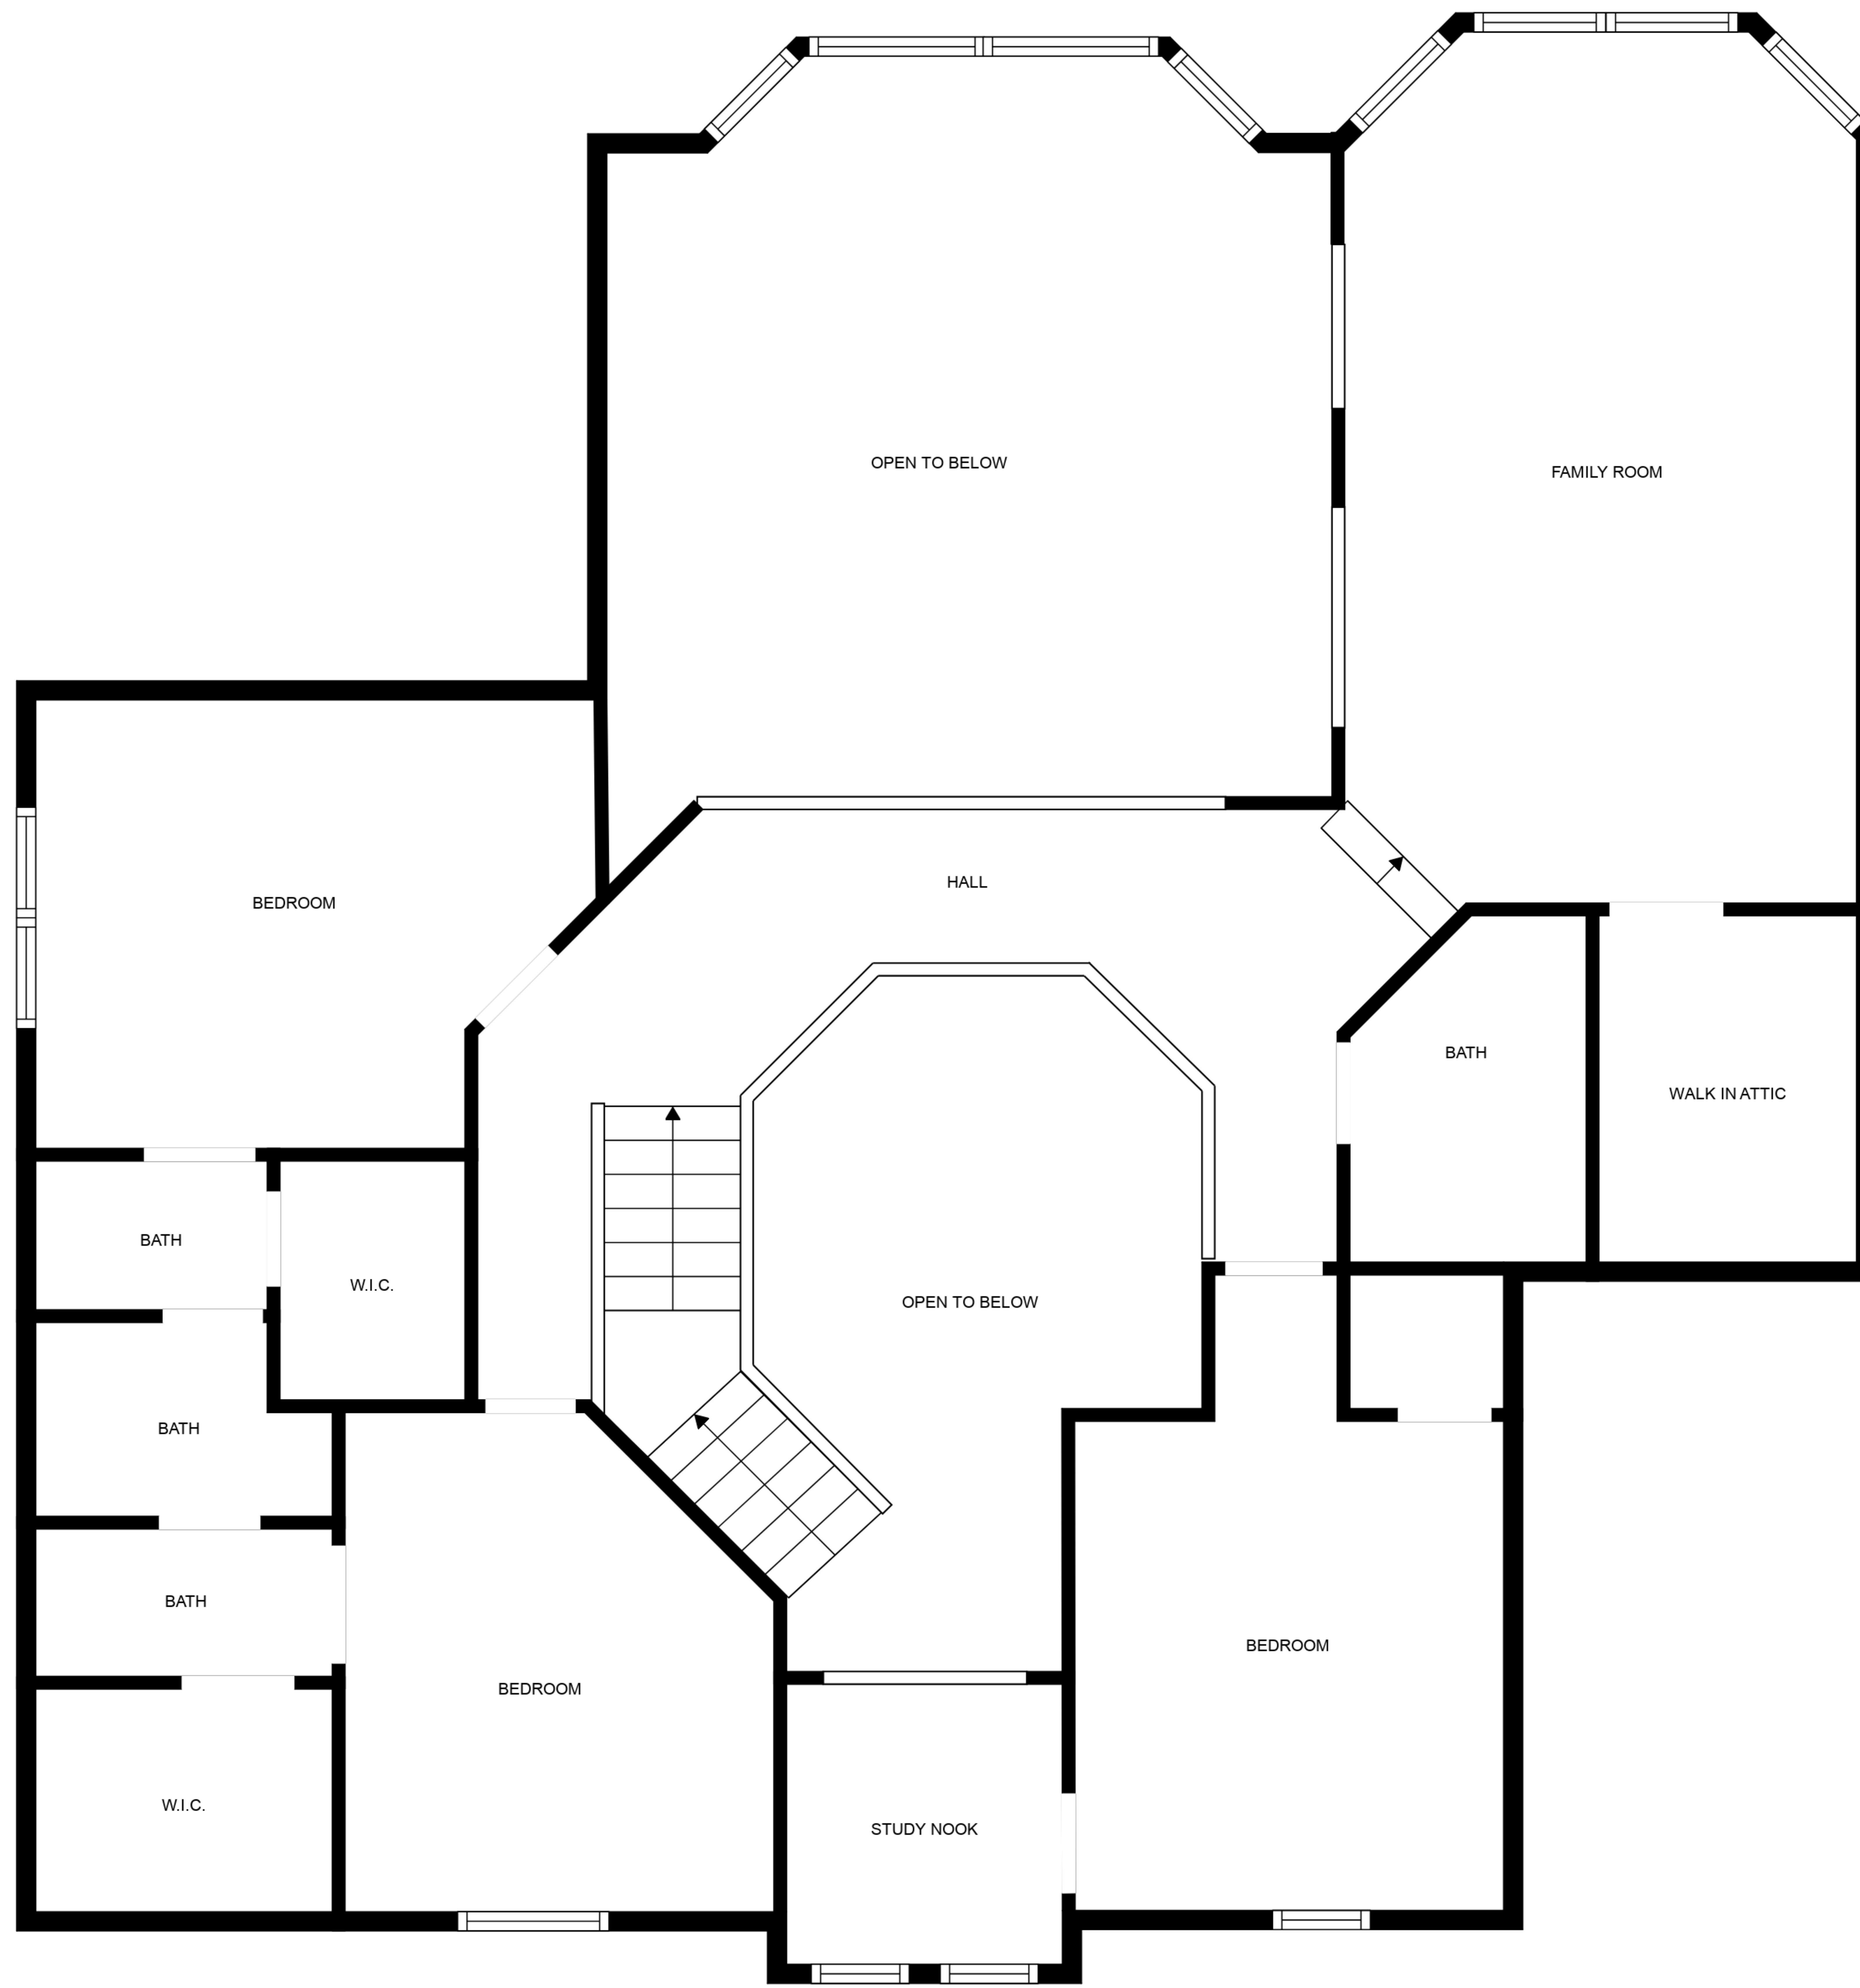 OPEN TO BELOW
FAMILY ROOM
HALL
BEDROOM
BATH
WALK IN ATTIC
BATH
W.I.C.
OPEN TO BELOW
BATH
BATH
BEDROOM
BEDROOM
W.I.C.
STUDY NOOK